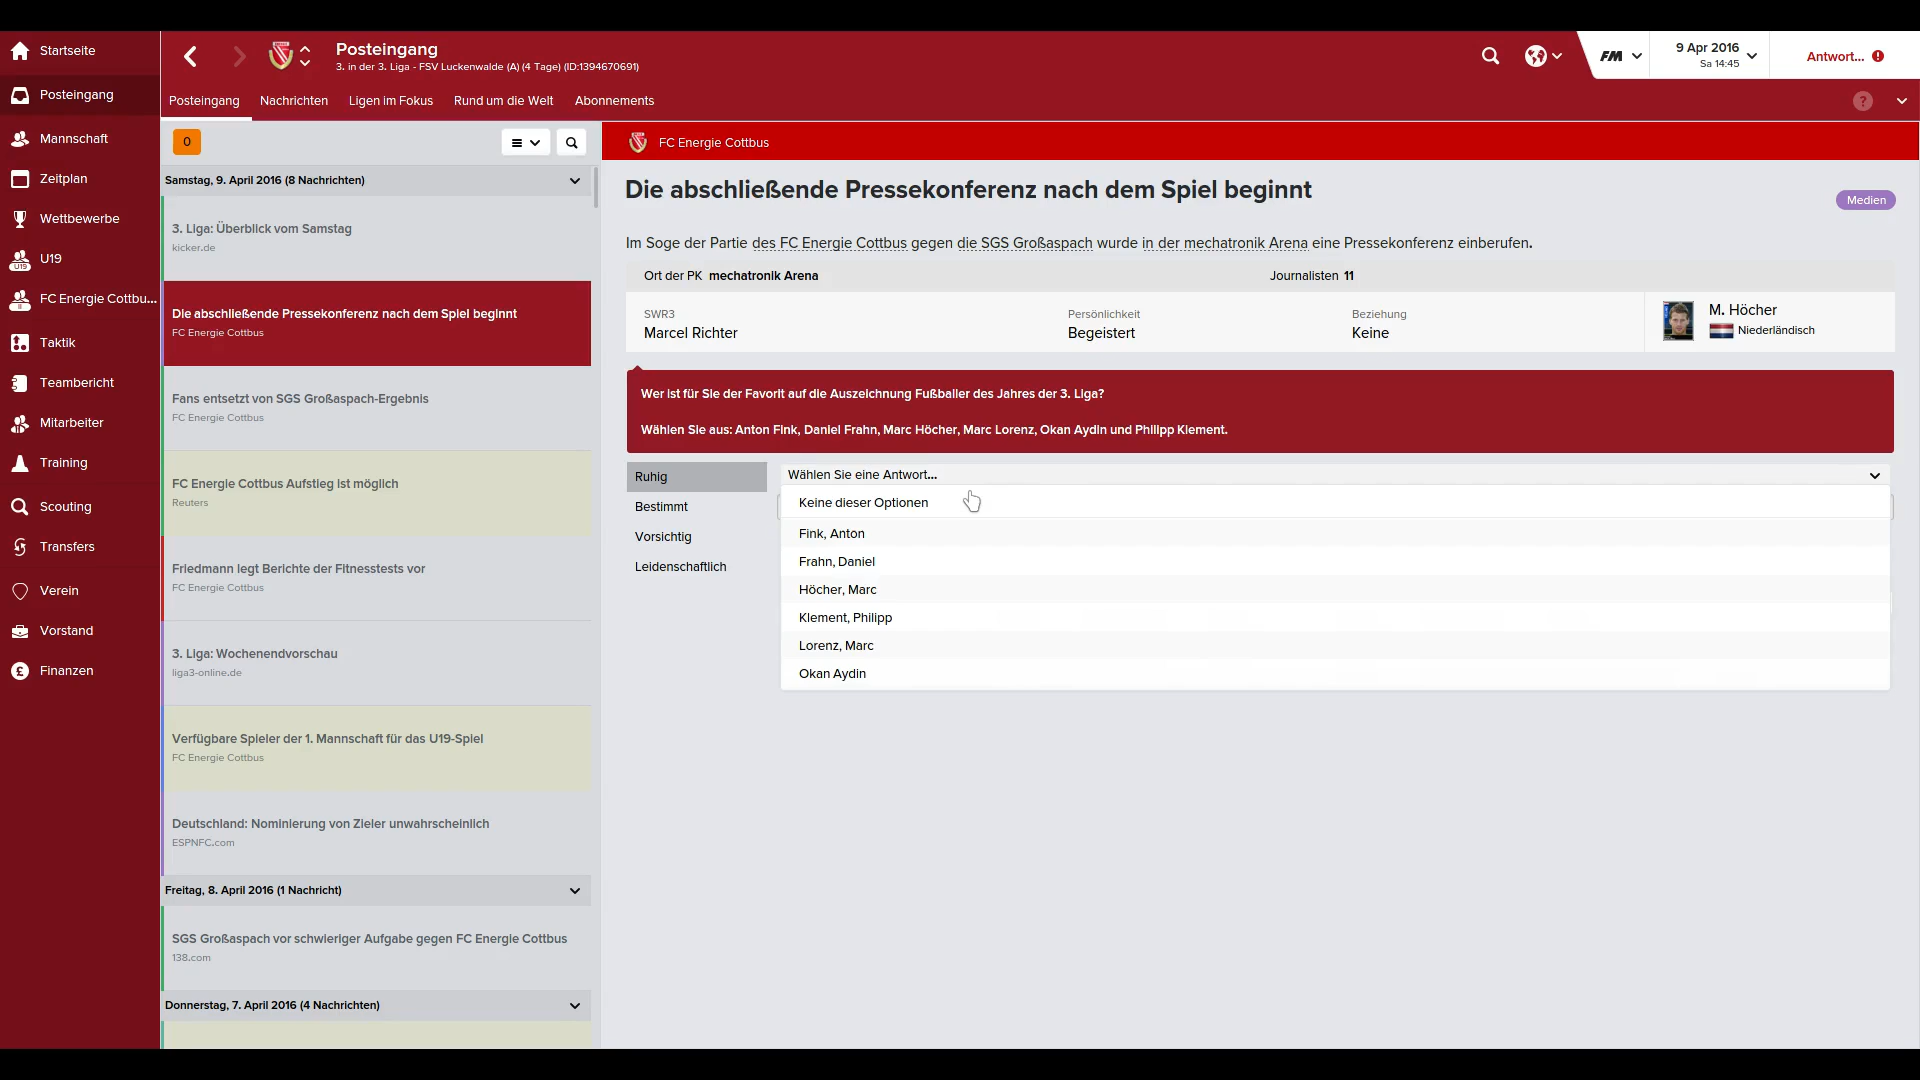 Startseite
Posteingang
Mannschaft
Zeitplan
Wettbewerbe
U19
U19
FC Energie Cottbu...
II
Taktik
Teambericht
Mitarbeiter
Training
Scouting
Transfers
Verein
Vorstand
Finanzen
Posteingang
3. in der 3. Liga - FSV Luckenwalde (A) (4 Tage) (ID:1394670691)
FM
9 Apr 2016
Sa 14:45
Antwort...
Posteingang
Nachrichten
Ligen im Fokus
Rund um die Welt
Abonnements
?
0
Samstag, 9. April 2016 (8 Nachrichten)
3. Liga: Überblick vom Samstag
kicker.de
Die abschließende Pressekonferenz nach dem Spiel beginnt
FC Energie Cottbus
Fans entsetzt von SGS Großaspach-Ergebnis
FC Energie Cottbus
FC Energie Cottbus Aufstieg ist möglich
Reuters
Friedmann legt Berichte der Fitnesstests vor
FC Energie Cottbus
3. Liga: Wochenendvorschau
liga3-online.de
Verfügbare Spieler der 1. Mannschaft für das U19-Spiel
FC Energie Cottbus
Deutschland: Nominierung von Zieler unwahrscheinlich
ESPNFC.com
Freitag, 8. April 2016 (1 Nachricht)
SGS Großaspach vor schwieriger Aufgabe gegen FC Energie Cottbus
138.com
Donnerstag, 7. April 2016 (4 Nachrichten)
FC Energie Cottbus
Die abschließende Pressekonferenz nach dem Spiel beginnt
Medien
Im Soge der Partie des FC Energie Cottbus gegen die SGS Großaspach wurde in der mechatronik Arena eine Pressekonferenz einberufen.
Ort der PK mechatronik Arena
Journalisten 11
SWR3
Marcel Richter
Persönlichkeit
Begeistert
Beziehung
Keine
M. Höcher
Niederländisch
Wer ist für Sie der Favorit auf die Auszeichnung Fußballer des Jahres der 3. Liga?
Wählen Sie aus: Anton Fink, Daniel Frahn, Marc Höcher, Marc Lorenz, Okan Aydin und Philipp Klement.
Ruhig
Bestimmt
Vorsichtig
Leidenschaftlich
Wählen Sie eine Antwort...
Keine dieser Optionen
Fink, Anton
Frahn, Daniel
Höcher, Marc
Klement, Philipp
Lorenz, Marc
Okan Aydin